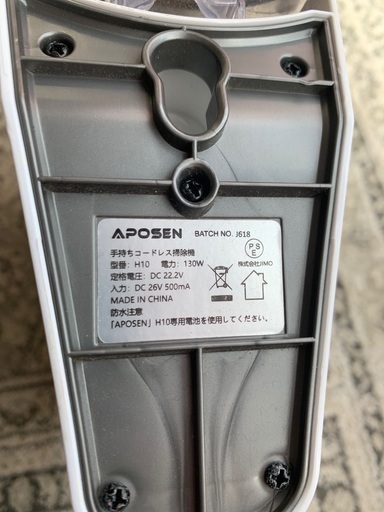 APOSEN BATCH NO. J618
手持ちコードレス掃除機
型番: H10 電力: 130W
定格電圧: DC 22.2V
入力: DC 26V 500mA
MADE IN CHINA
防水注意
「APOSEN」H10専用電池を使用してください。
PS
E
株式会社JIMO